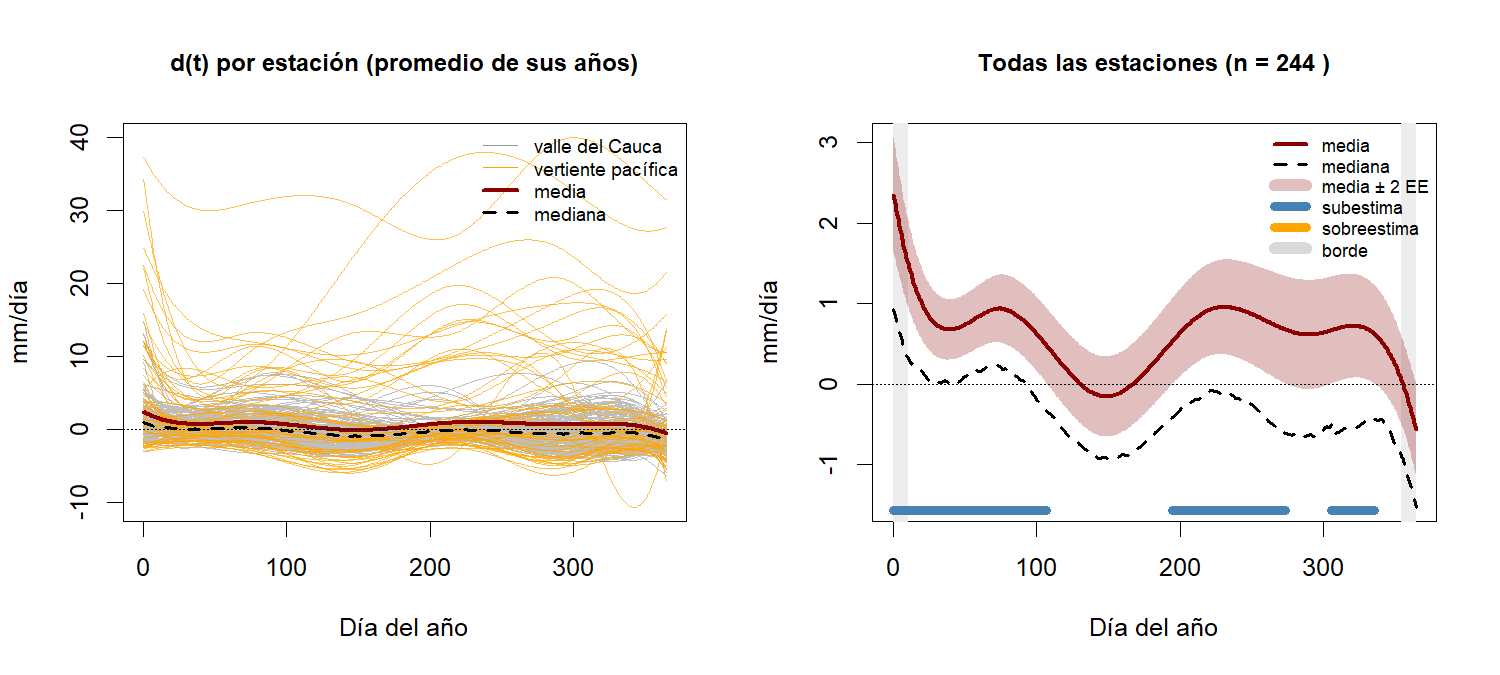 d(t) por estación (promedio de sus años)
mm/día
40
30
20
10
0
-10
valle del Cauca
vertiente pacífica
media
mediana
0 100 200 300
Día del año
Todas las estaciones (n = 244 )
mm/día
3
2
1
0
-1
media
mediana
media ± 2 EE
subestima
sobreestima
borde
0 100 200 300
Día del año